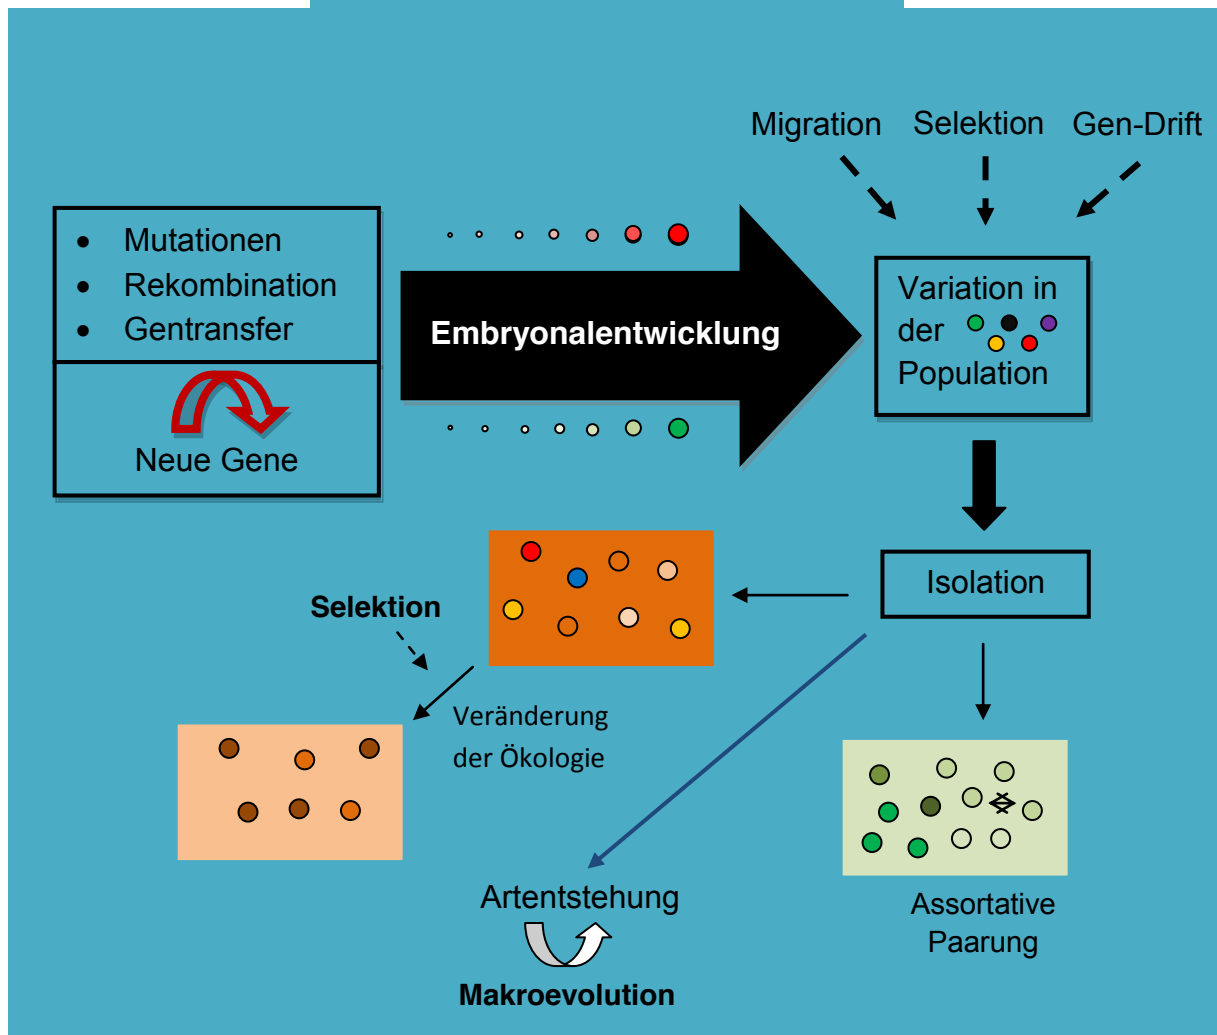 Migration
Selektion
Gen-Drift
• Mutationen
• Rekombination
• Gentransfer
Neue Gene
Embryonalentwicklung
Variation in
der
Population
Isolation
Selektion
Veränderung
der Ökologie
Artentstehung
Makroevolution
Assortative
Paarung